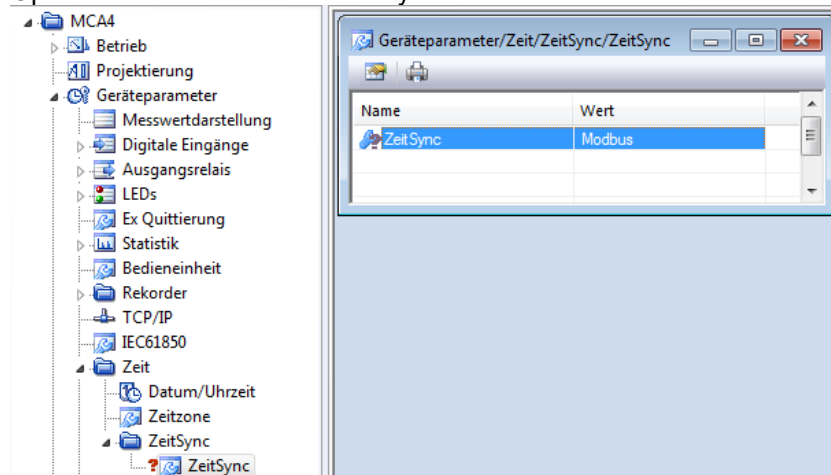 MCA4
Betrieb
Projektierung
Geräteparameter
Messwertdarstellung
Digitale Eingänge
Ausgangsrelais
LEDs
Ex Quittierung
Statistik
Bedieneinheit
Rekorder
TCP/IP
IEC61850
Zeit
Datum/Uhrzeit
Zeitzone
ZeitSync
? ZeitSync
Geräteparameter/Zeit/ZeitSync/ZeitSync
Name Wert
ZeitSync Modbus